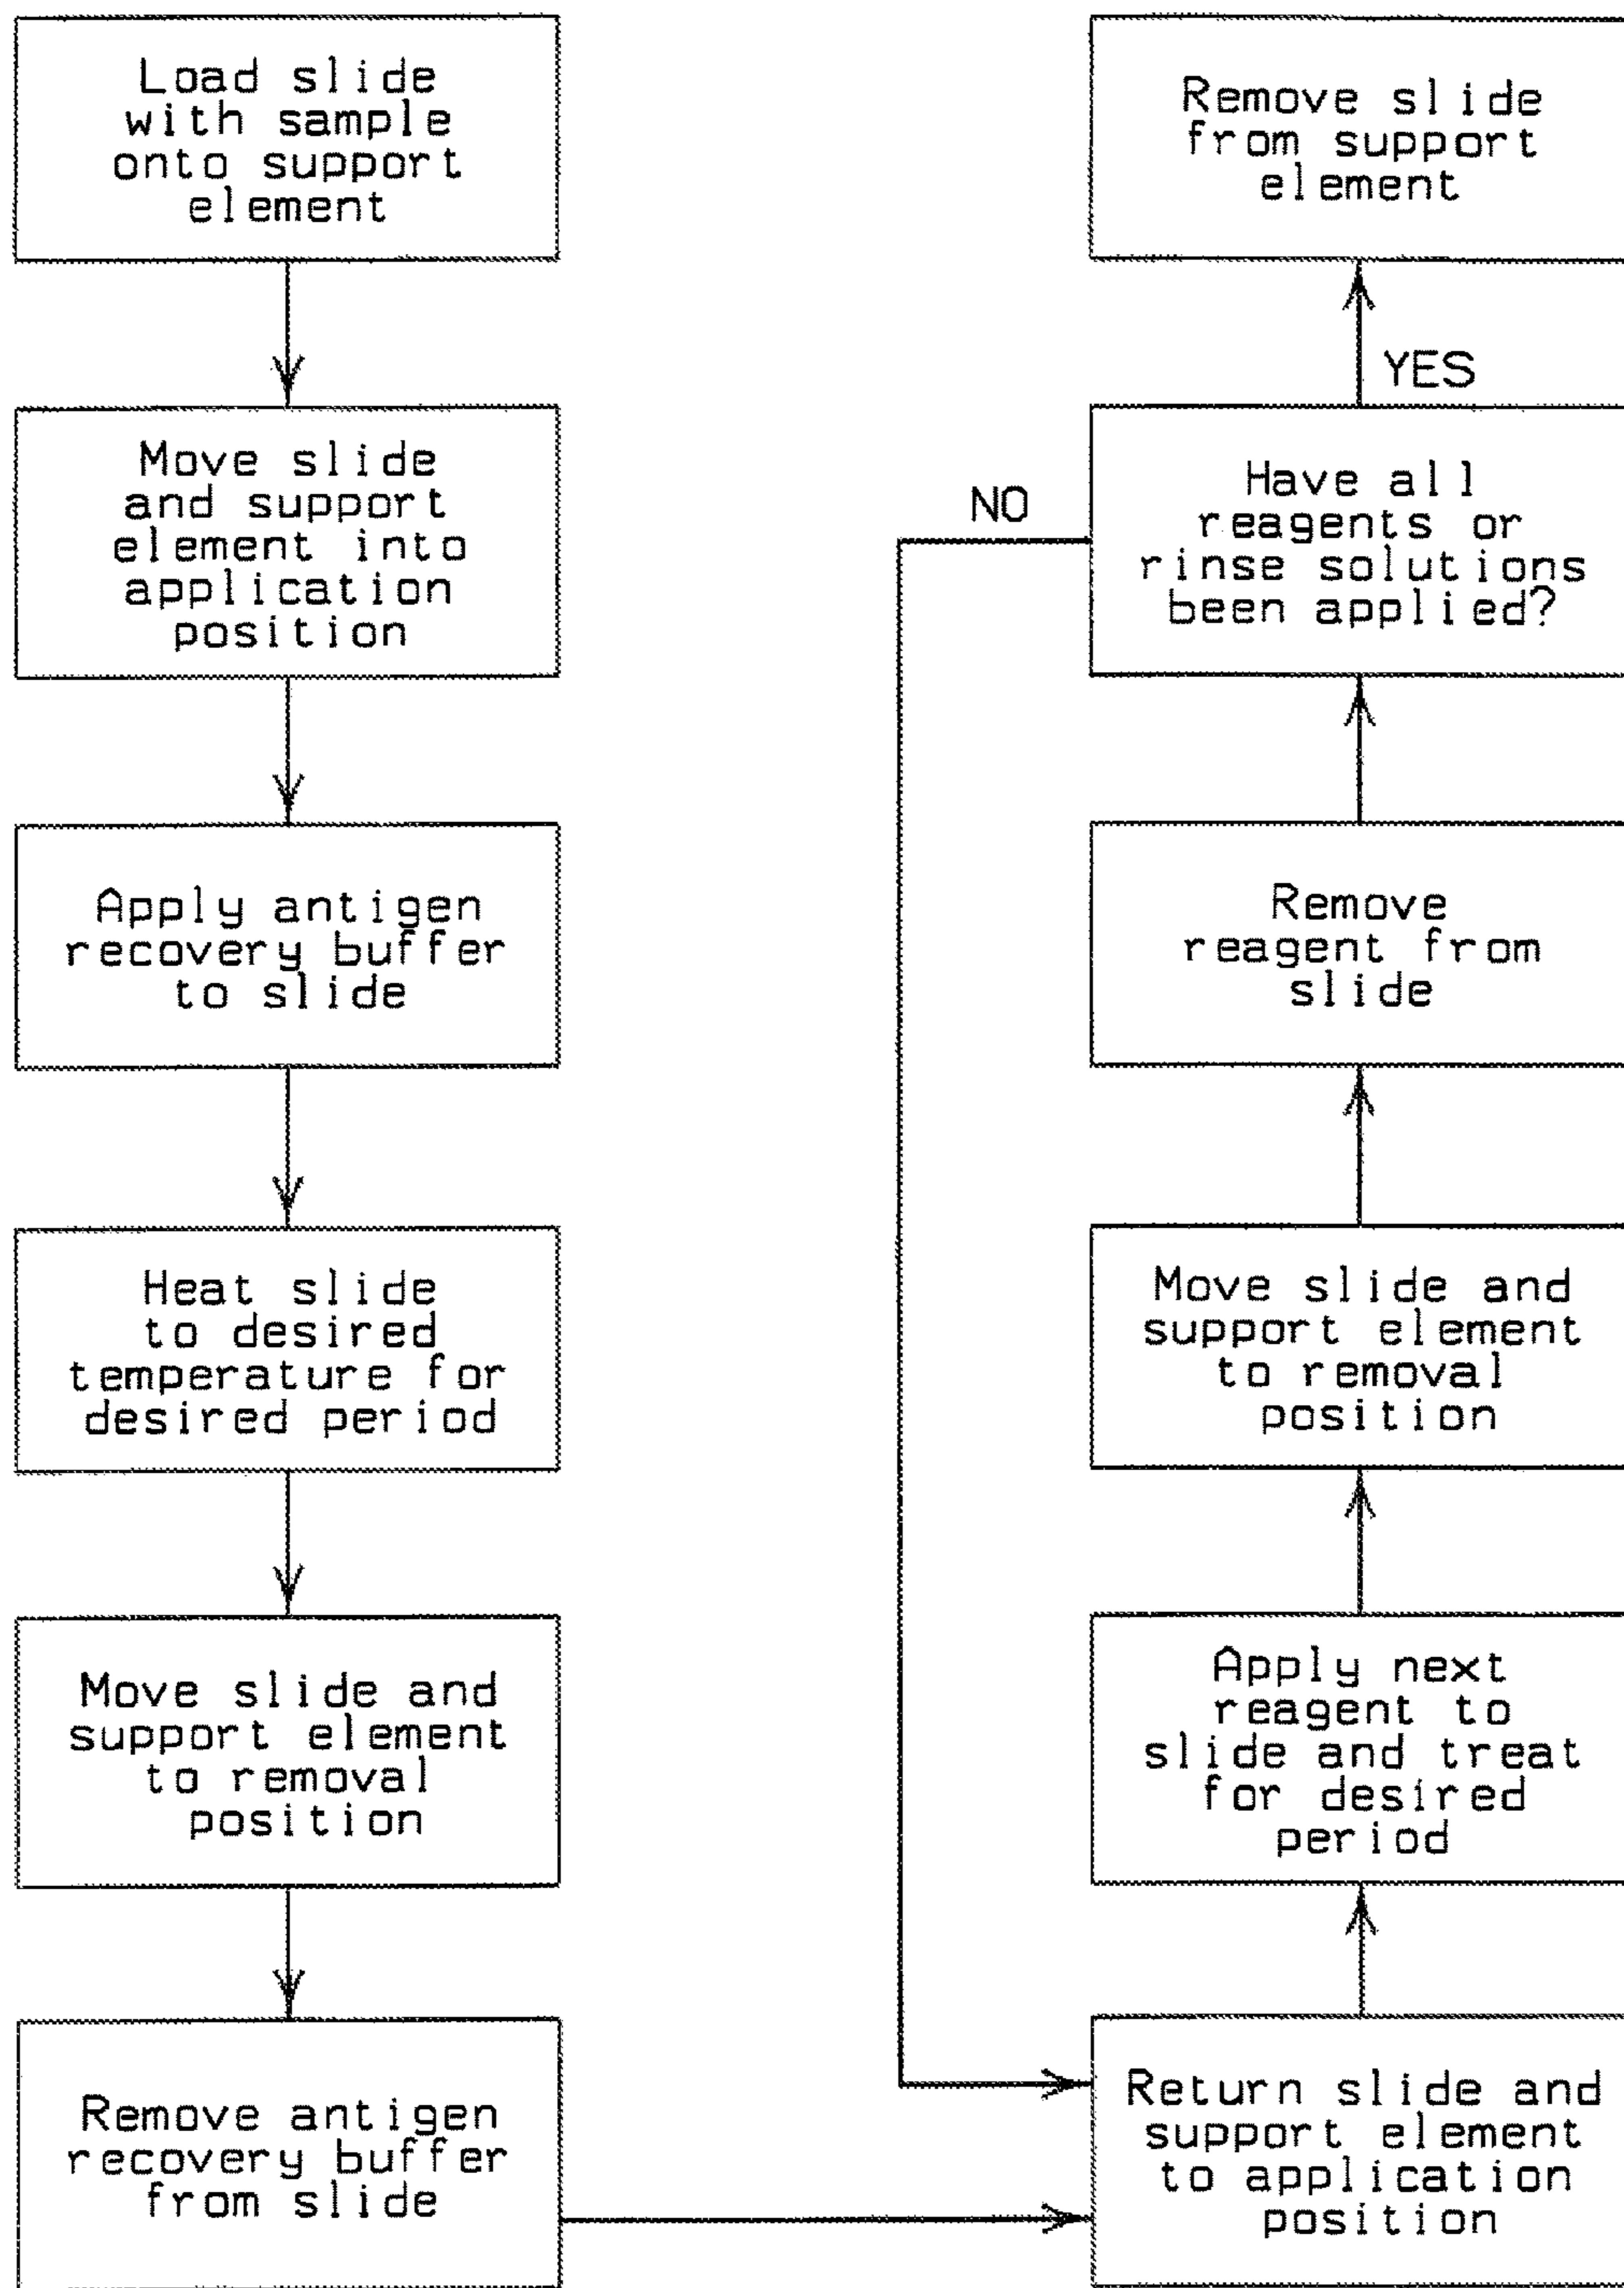 Load slide
with sample
onto support
element
Move slide
and support
element into
application
position
Apply antigen
recovery buffer
to slide
Heat slide
to desired
temperature for
desired period
Move slide and
support element
to removal
position
Remove antigen
recovery buffer
from slide
Return slide and
support element
to application
position
Apply next
reagent to
slide and treat
for desired
period
Move slide and
support element
to removal
position
Remove
reagent from
slide
Have all
reagents or
rinse solutions
been applied?
NO
YES
Remove slide
from support
element